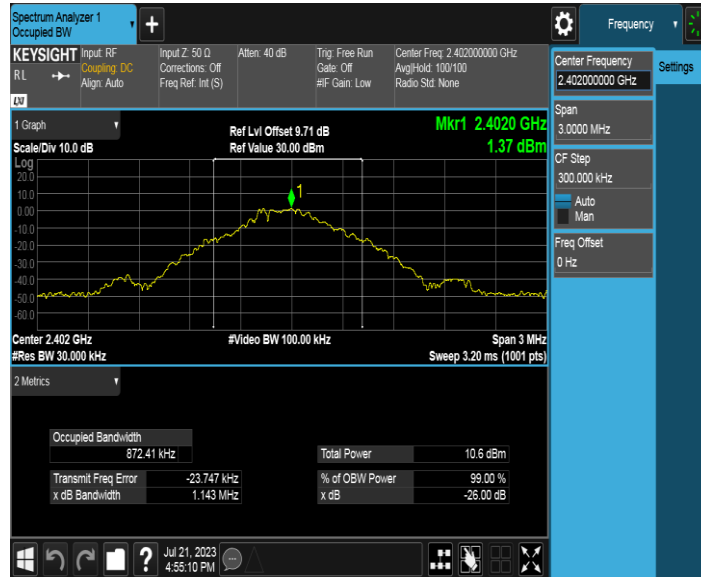 Spectrum Analyzer 1
Occupied BW
+
Frequency
KEYSIGHT
RL
LXI
Input: RF
Coupling: DC
Align: Auto
Input Z: 50 Ω
Corrections: Off
Freq Ref: Int (S)
Atten: 40 dB
Trig: Free Run
Gate: Off
#IF Gain: Low
Center Freq: 2.402000000 GHz
Avg|Hold: 100/100
Radio Std: None
Center Frequency
2.402000000 GHz
Settings
Span
3.0000 MHz
CF Step
300.000 kHz
Auto
Man
Freq Offset
0 Hz
1 Graph
Scale/Div 10.0 dB
Ref Lvl Offset 9.71 dB
Ref Value 30.00 dBm
Mkr1 2.4020 GHz
1.37 dBm
Log
20.0
10.0
0.00
-10.0
-20.0
-30.0
-40.0
-50.0
-60.0
1
Center 2.402 GHz
#Res BW 30.000 kHz
#Video BW 100.00 kHz
Span 3 MHz
Sweep 3.20 ms (1001 pts)
2 Metrics
Occupied Bandwidth
872.41 kHz
Total Power 10.6 dBm
Transmit Freq Error -23.747 kHz
% of OBW Power 99.00 %
x dB Bandwidth 1.143 MHz
x dB -26.00 dB
?
Jul 21, 2023
4:55:10 PM